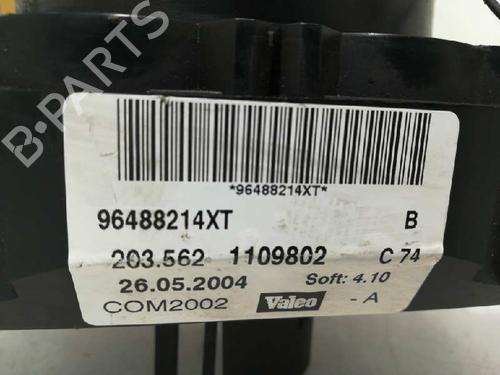 B·PARTS
*96488214XT*
96488214XT B
203.562 1109802 C 74
26.05.2004 Soft: 4.10
COM2002 Valeo - A